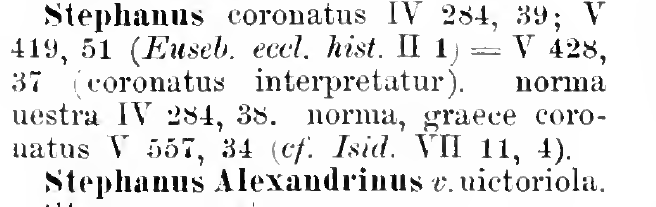 Stephanus coronatus IV 284, 39; V
419, 51 (Euseb. eccl. hist. II 1) = V 428,
37 (coronatus interpretatur). norma
uestra IV 284, 38. norma, graece coro-
natus V 557, 34 (cf. Isid. VII 11, 4).
Stephanus Alexandrinus v. uictoriola.